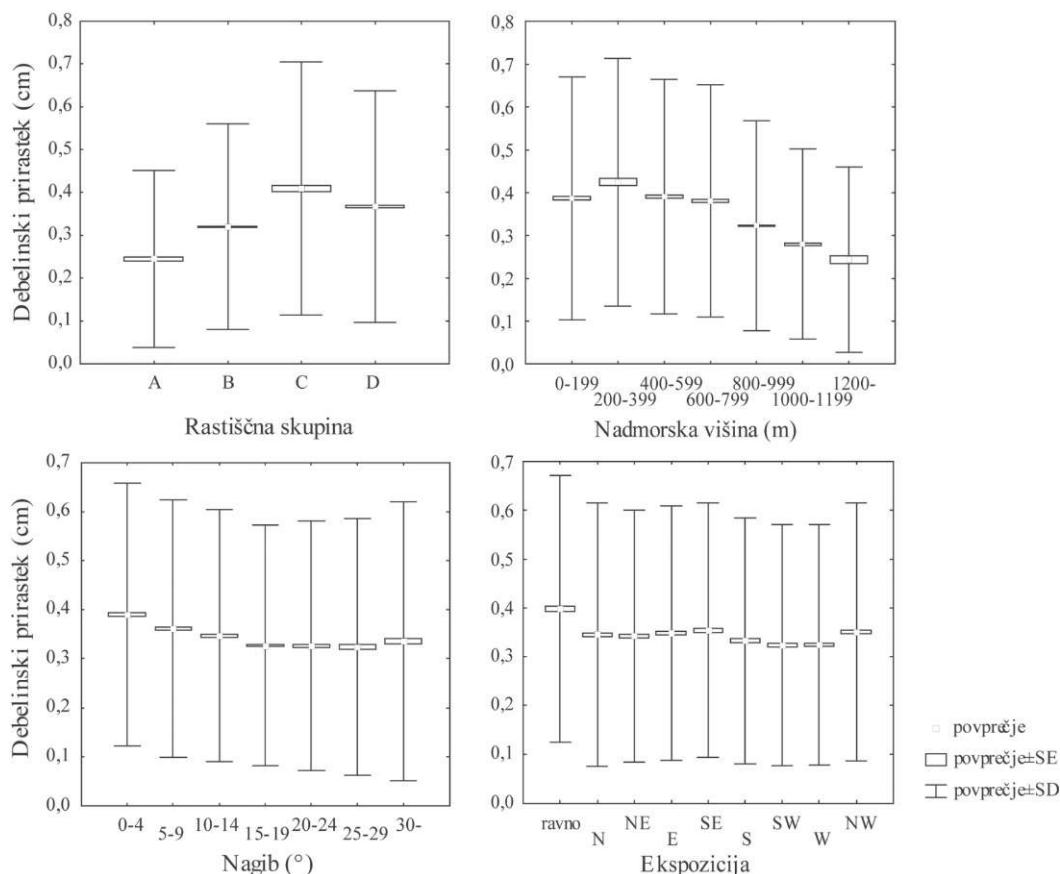 0,8
0,7
0,6
0,5
0,4
0,3
0,2
0,1
0,0
Debelinski prirastek (cm)
A B C D
Rastiščna skupina
0,8
0,7
0,6
0,5
0,4
0,3
0,2
0,1
0,0
0-199 400-599 800-999 1200-
200-399 600-799 1000-1199
Nadmorska višina (m)
0,7
0,6
0,5
0,4
0,3
0,2
0,1
0,0
Debelinski prirastek (cm)
0-4 10-14 20-24 30-
5-9 15-19 25-29
Nagib (°)
0,7
0,6
0,5
0,4
0,3
0,2
0,1
0,0
ravno NE SE SW NW
N E S W
Ekspozicija
povprečje
povprečje±SE
povprečje±SD